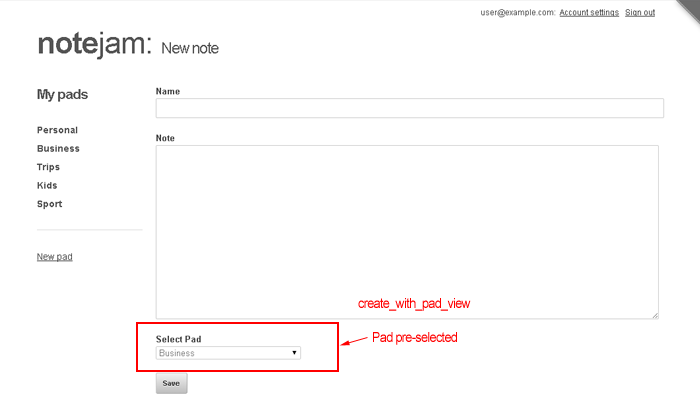 user@example.com: Account settings Sign out
notejam: New note
My pads
Personal
Business
Trips
Kids
Sport
New pad
Name
Note
create_with_pad_view
Select Pad
Business
Pad pre-selected
Save